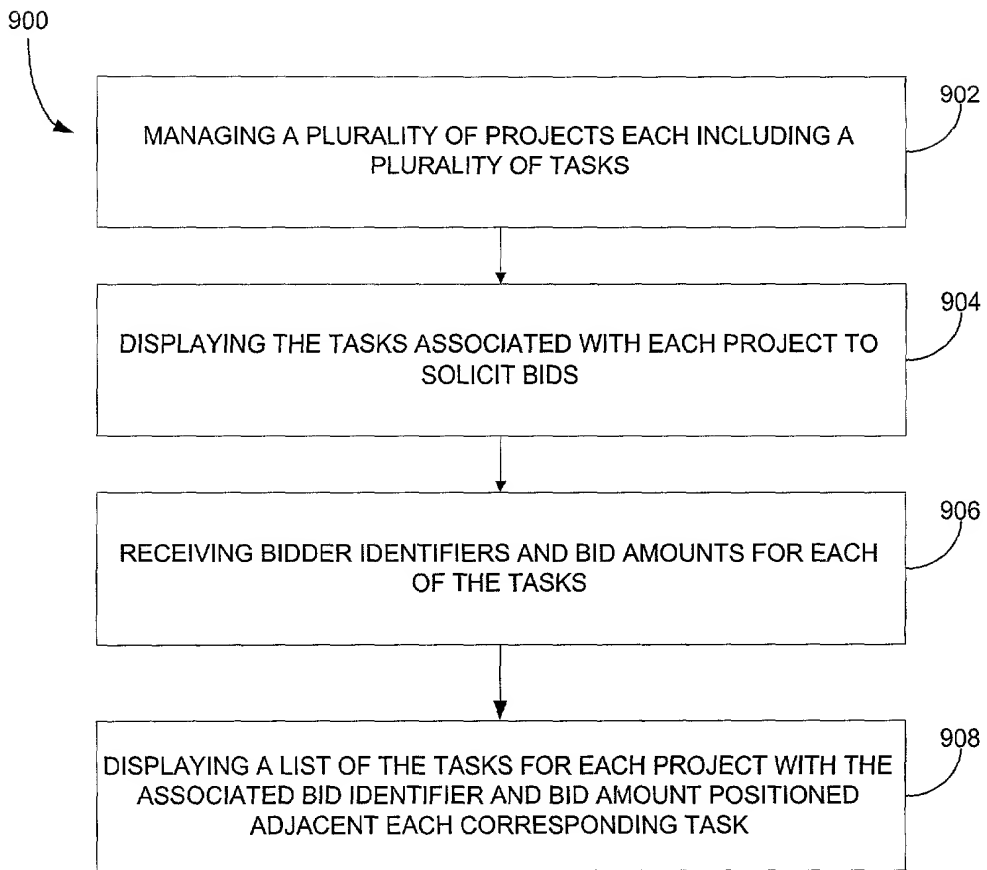 900
902
MANAGING A PLURALITY OF PROJECTS EACH INCLUDING A
PLURALITY OF TASKS
904
DISPLAYING THE TASKS ASSOCIATED WITH EACH PROJECT TO
SOLICIT BIDS
906
RECEIVING BIDDER IDENTIFIERS AND BID AMOUNTS FOR EACH
OF THE TASKS
908
DISPLAYING A LIST OF THE TASKS FOR EACH PROJECT WITH THE
ASSOCIATED BID IDENTIFIER AND BID AMOUNT POSITIONED
ADJACENT EACH CORRESPONDING TASK